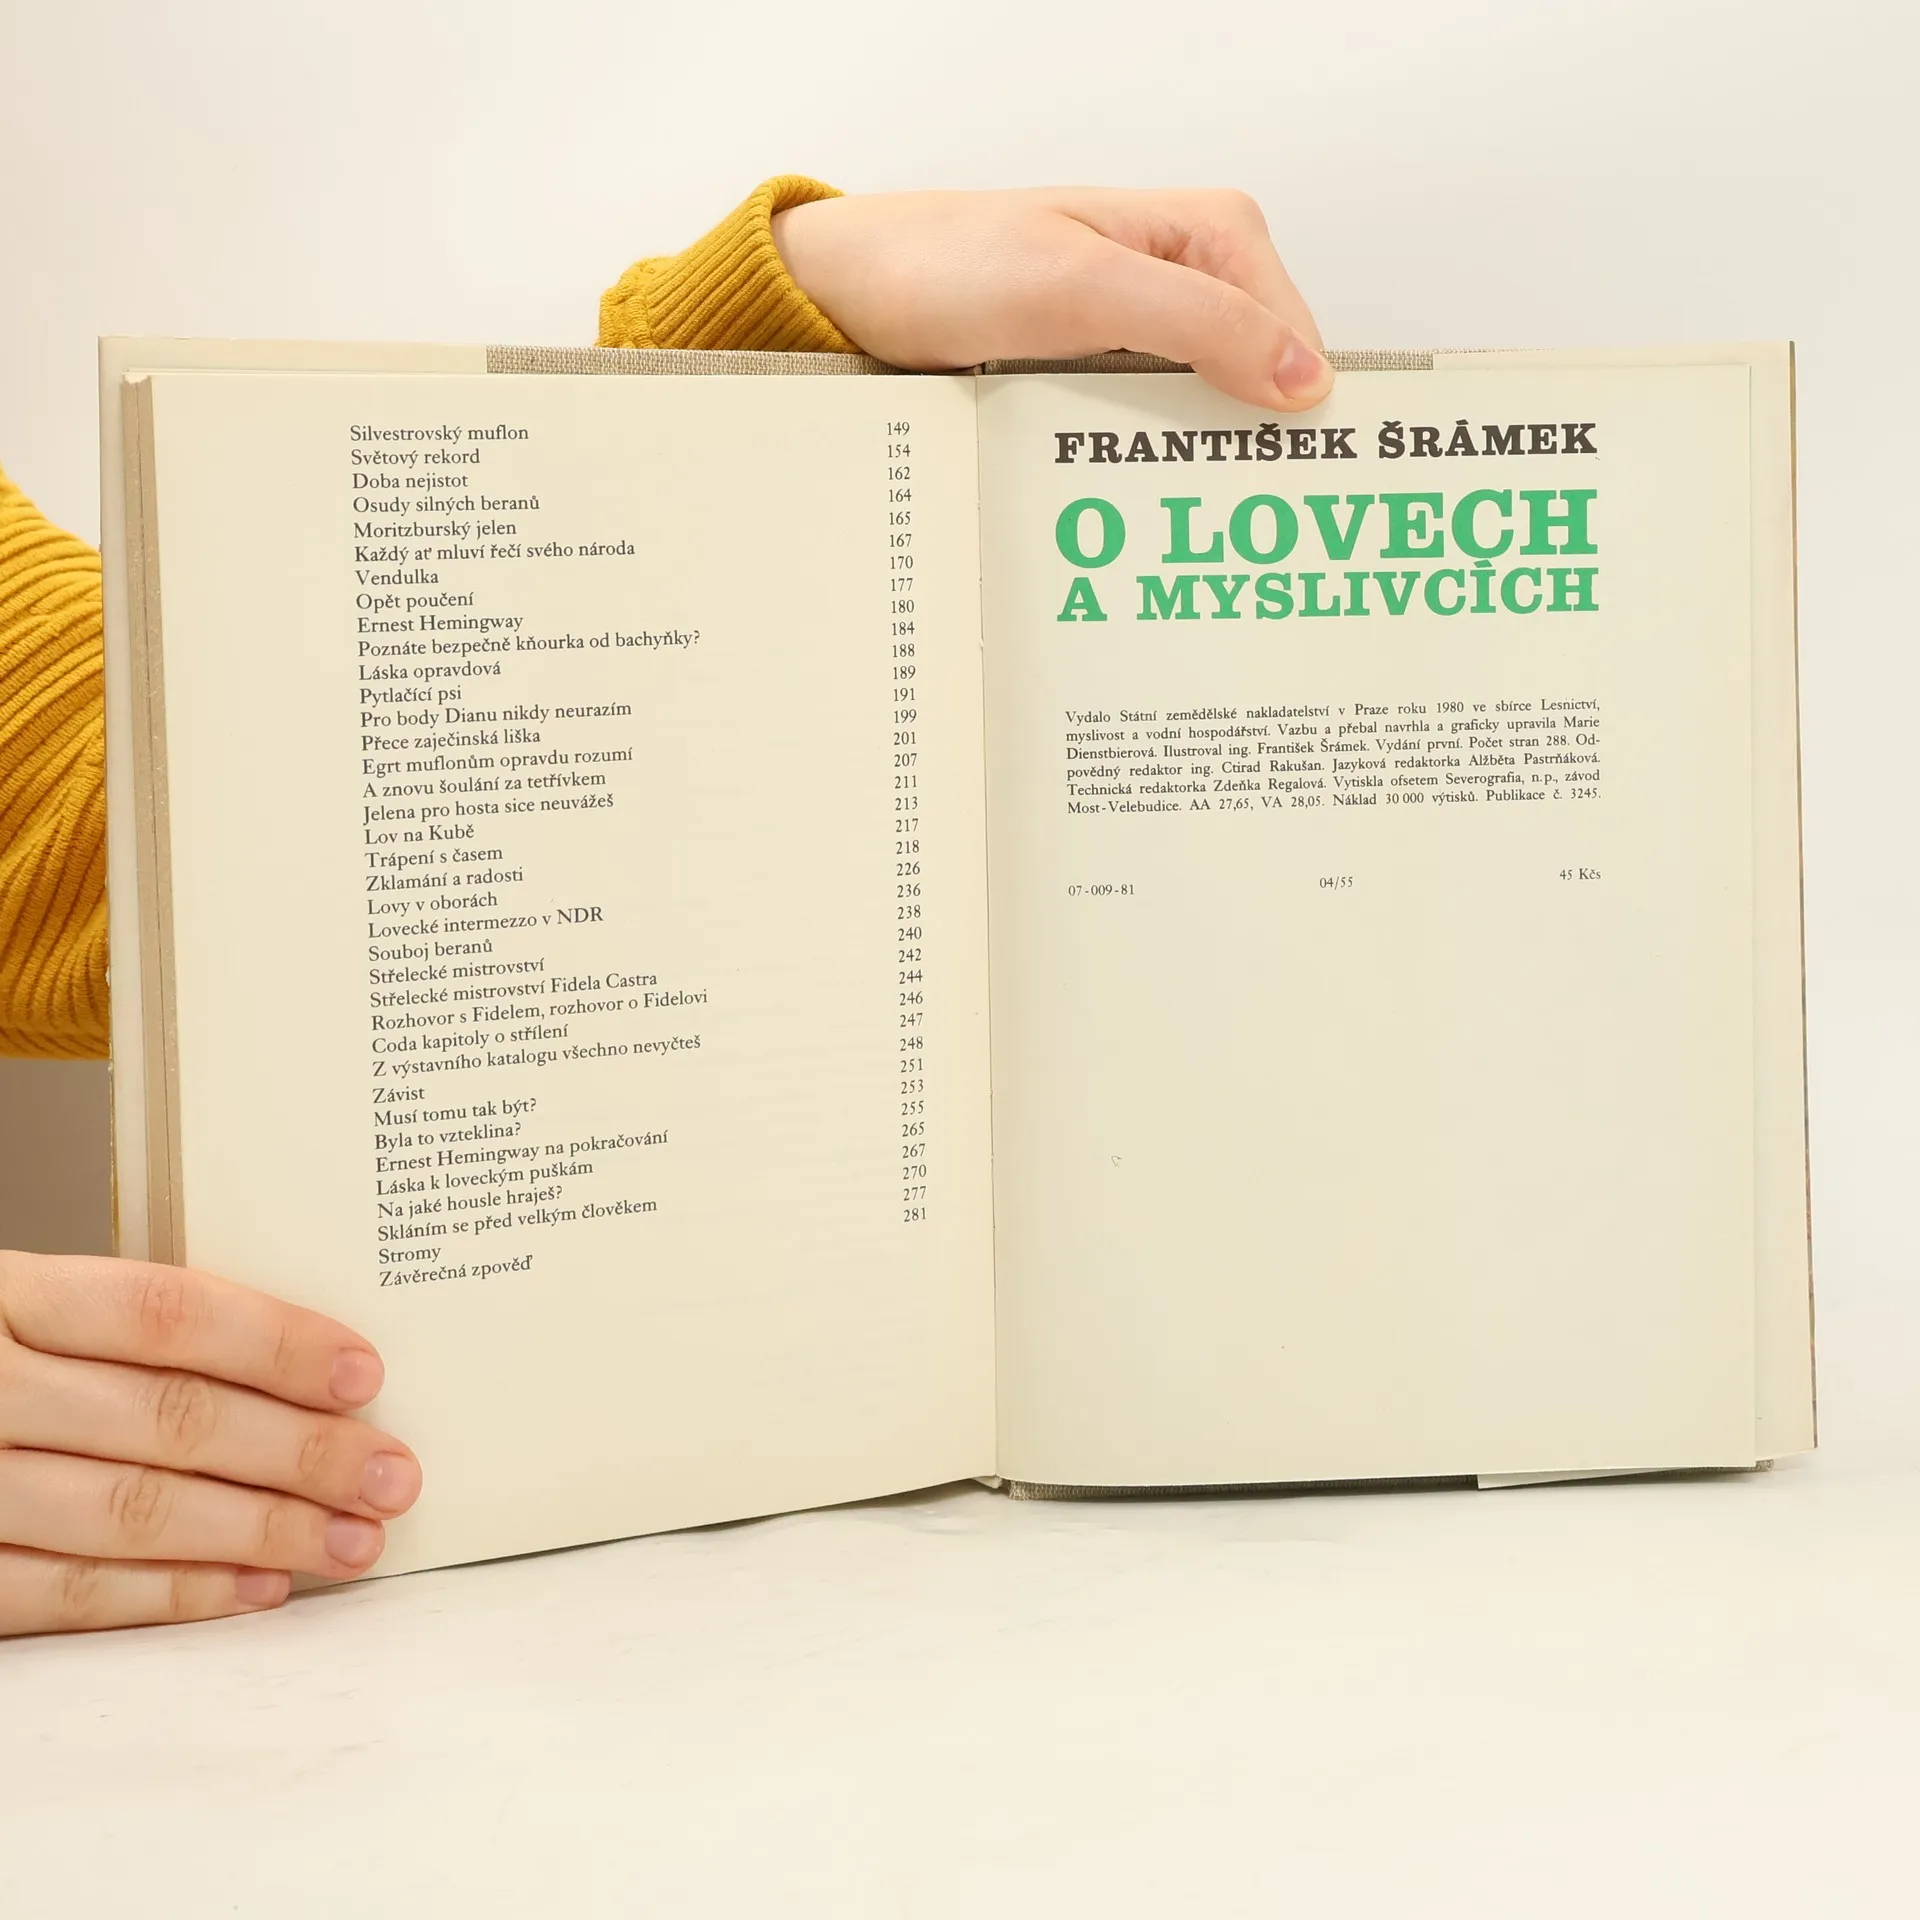 Silvestrovský muflon 149
Světový rekord 154
Doba nejistot 162
Osudy silných beranů 164
Moritzburský jelen 165
Každý ať mluví řečí svého národa 167
Vendulka 170
Opět poučení 177
Ernest Hemingway 180
Poznáte bezpečně kňourka od bachyňky? 184
Láska opravdová 188
Pytlačící psi 189
Pro body Dianu nikdy neurazím 191
Přece zaječinská liška 199
Egrt muflonům opravdu rozumí 201
A znovu šoulání za tetřívkem 207
Jelena pro hosta sice neuvážeš 211
Lov na Kubě 213
Trápení s časem 217
Zklamání a radosti 218
Lovy v oborách 226
Lovecké intermezzo v NDR 236
Souboj beranů 238
Střelecké mistrovství 240
Střelecké mistrovství Fidela Castra 242
Rozhovor s Fidelem, rozhovor o Fidelovi 244
Coda kapitoly o střílení 246
Z výstavního katalogu všechno nevyčteš 247
Závist 248
Musí tomu tak být? 251
Byla to vzteklina? 253
Ernest Hemingway na pokračování 255
Láska k loveckým puškám 265
Na jaké housle hraješ? 267
Skláním se před velkým člověkem 270
Stromy 277
Závěrečná zpověď 281
FRANTIŠEK ŠRÁMEK
O LOVECH
A MYSLIVCÍCH
Vydalo Státní zemědělské nakladatelství v Praze roku 1980 ve sbírce Lesnictví,
myslivost a vodní hospodářství. Vazbu a přebal navrhla a graficky upravila Marie
Dienstbierová. Ilustroval ing. František Šrámek. Vydání první. Počet stran 288. Od-
povědný redaktor ing. Ctirad Rakušan. Jazyková redaktorka Alžběta Pastrňáková.
Technická redaktorka Zdeňka Regalová. Vytiskla ofsetem Severografia, n. p., závod
Most-Velebudice. AA 27,65, VA 28,05. Náklad 30 000 výtisků. Publikace č. 3245.
07-009-81 04/55 45 Kčs